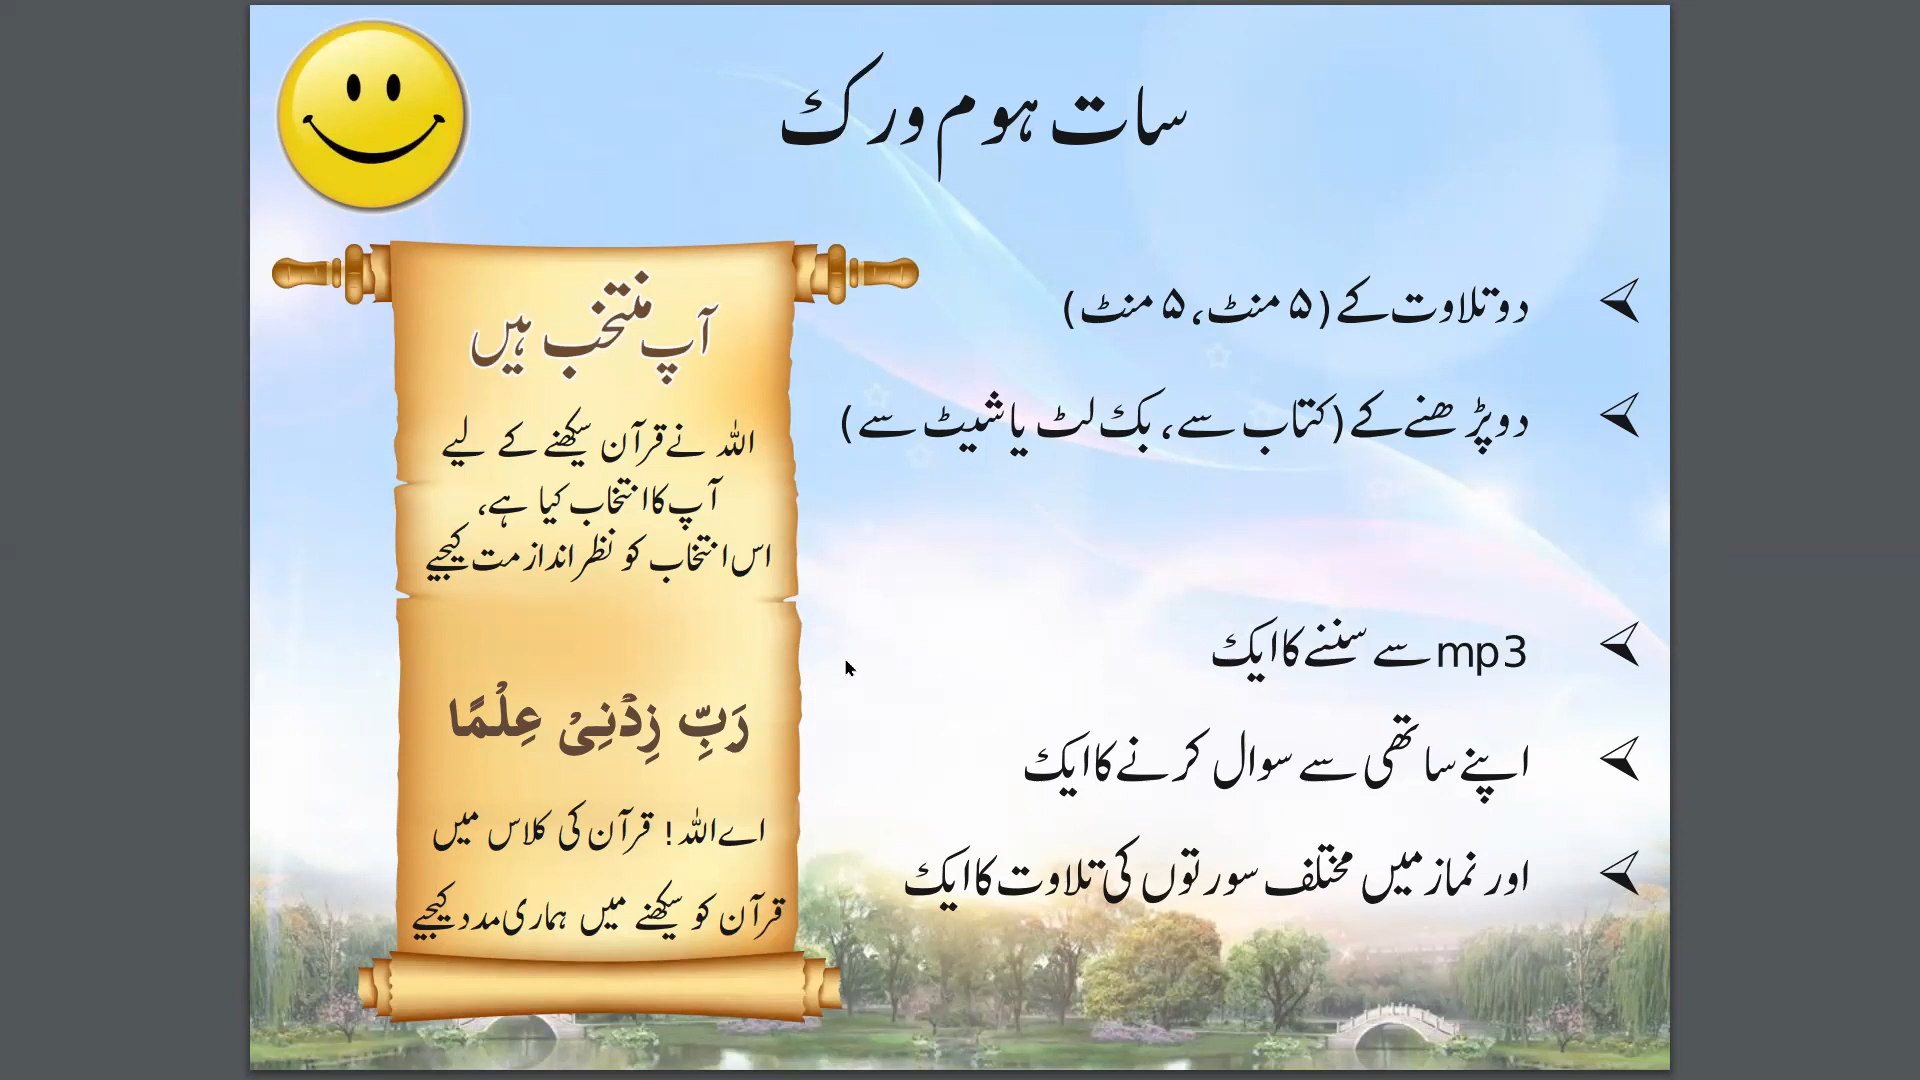 سات ہوم ورک
دو تلاوت کے (۵ منٹ، ۵ منٹ)
دو پڑھنے کے (کتاب سے، بک لٹ یا شیٹ سے)
mp3 سے سننے کا ایک
اپنے ساتھی سے سوال کرنے کا ایک
اور نماز میں مختلف سورتوں کی تلاوت کا ایک
آپ منتخب ہیں
اللہ نے قرآن سیکھنے کے لیے
آپ کا انتخاب کیا ہے،
اس انتخاب کو نظر انداز مت کیجیے
رَبِّ زِدْنِیْ عِلْمًا
اے اللہ! قرآن کی کلاس میں
قرآن کو سیکھنے میں ہماری مدد کیجیے